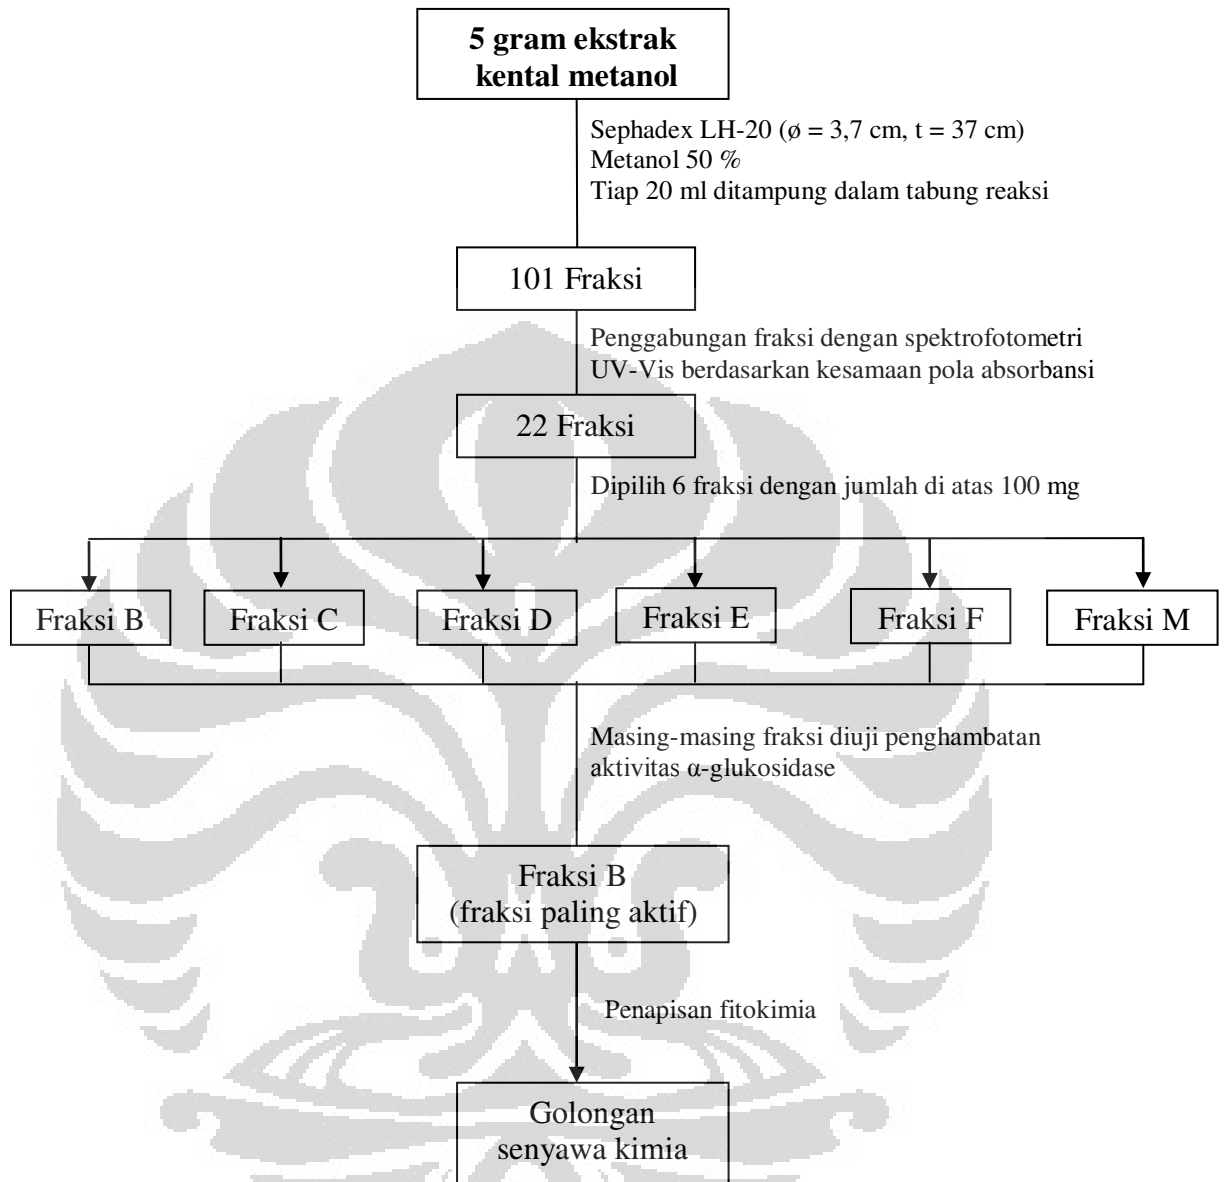 5 gram ekstrak
kental metanol
Sephadex LH-20 (ø = 3,7 cm, t = 37 cm)
Metanol 50 %
Tiap 20 ml ditampung dalam tabung reaksi
101 Fraksi
Penggabungan fraksi dengan spektrofotometri
UV-Vis berdasarkan kesamaan pola absorbansi
22 Fraksi
Dipilih 6 fraksi dengan jumlah di atas 100 mg
Fraksi B
Fraksi C
Fraksi D
Fraksi E
Fraksi F
Fraksi M
Masing-masing fraksi diuji penghambatan
aktivitas α-glukosidase
Fraksi B
(fraksi paling aktif)
Penapisan fitokimia
Golongan
senyawa kimia